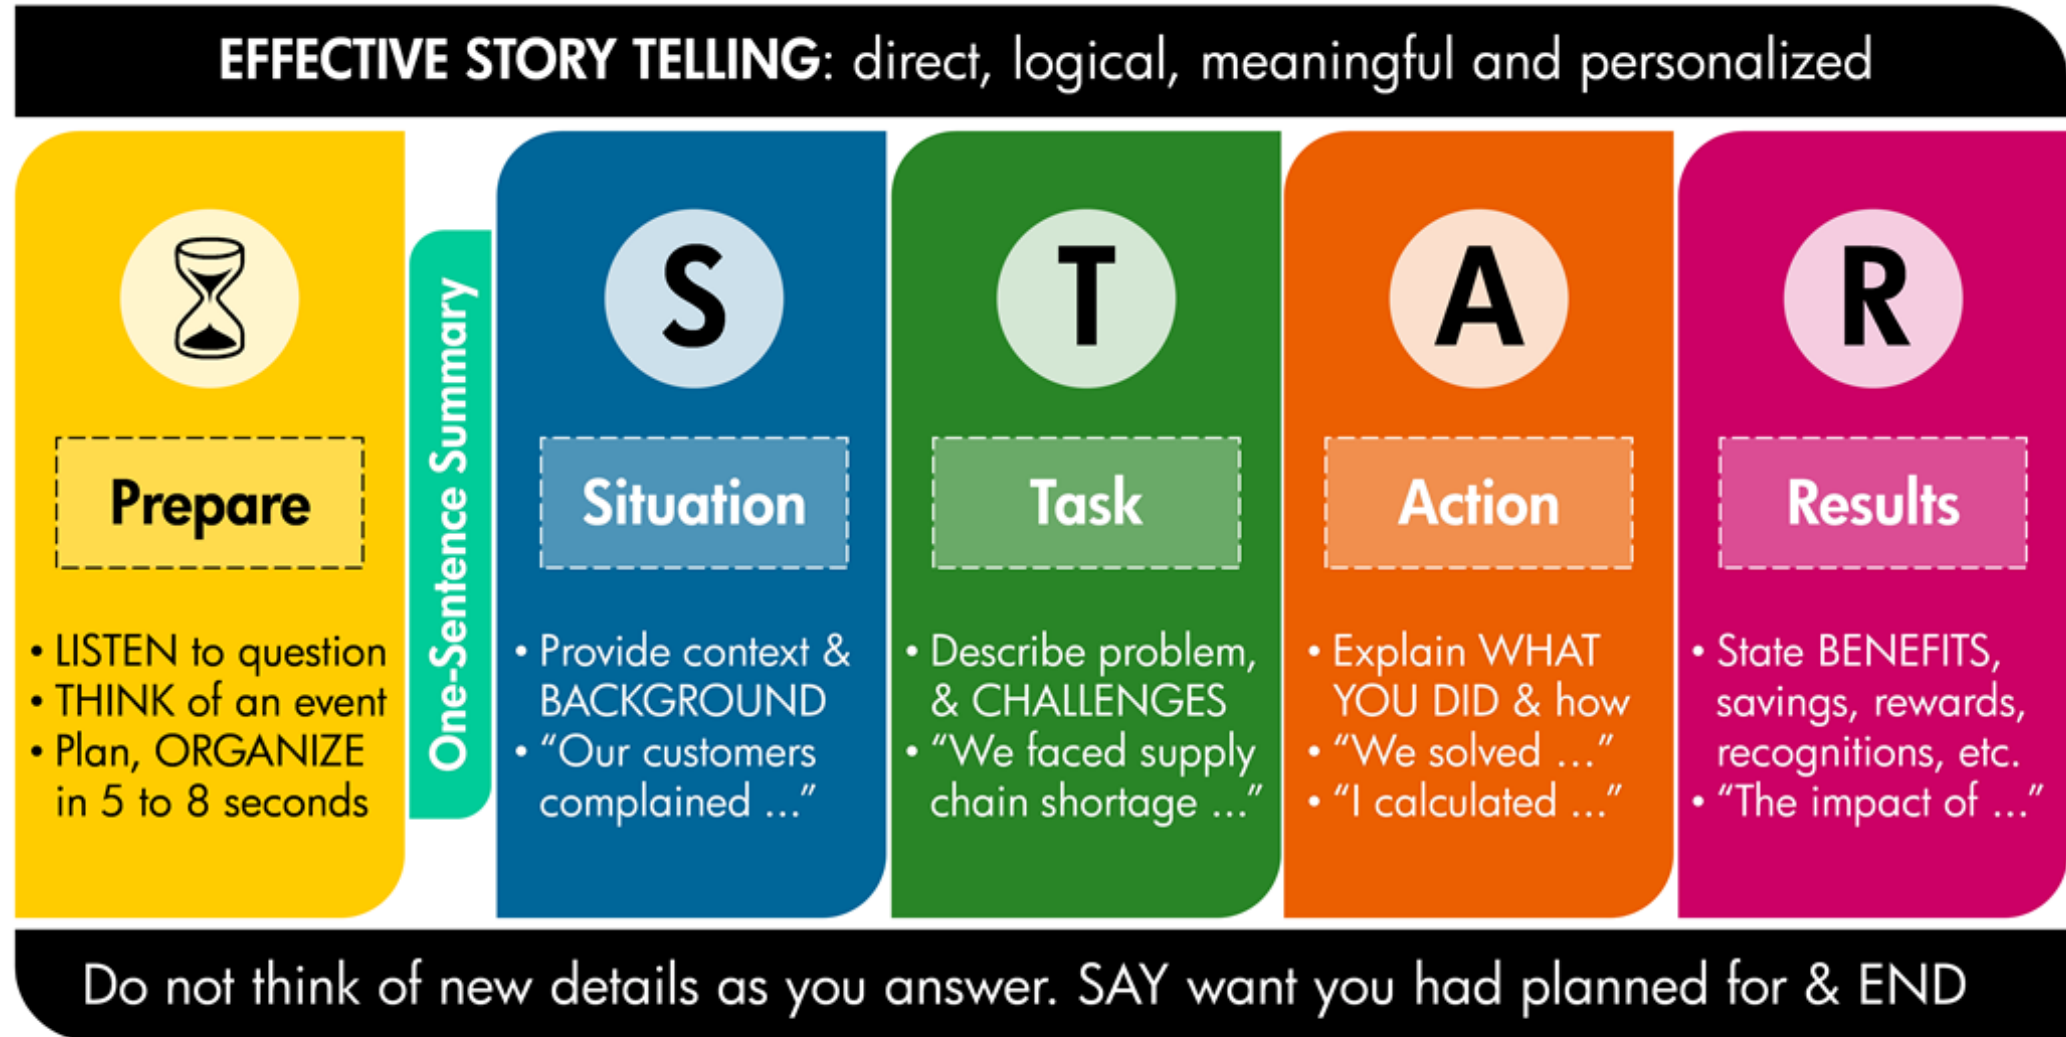 EFFECTIVE STORY TELLING: direct, logical, meaningful and personalized
Prepare
• LISTEN to question
• THINK of an event
• Plan, ORGANIZE
in 5 to 8 seconds
One-Sentence Summary
S
Situation
• Provide context &
BACKGROUND
• “Our customers
complained ...”
T
Task
• Describe problem,
& CHALLENGES
• “We faced supply
chain shortage ...”
A
Action
• Explain WHAT
YOU DID & how
• “We solved ...”
• “I calculated ...”
R
Results
• State BENEFITS,
savings, rewards,
recognitions, etc.
• “The impact of ...”
Do not think of new details as you answer. SAY want you had planned for & END